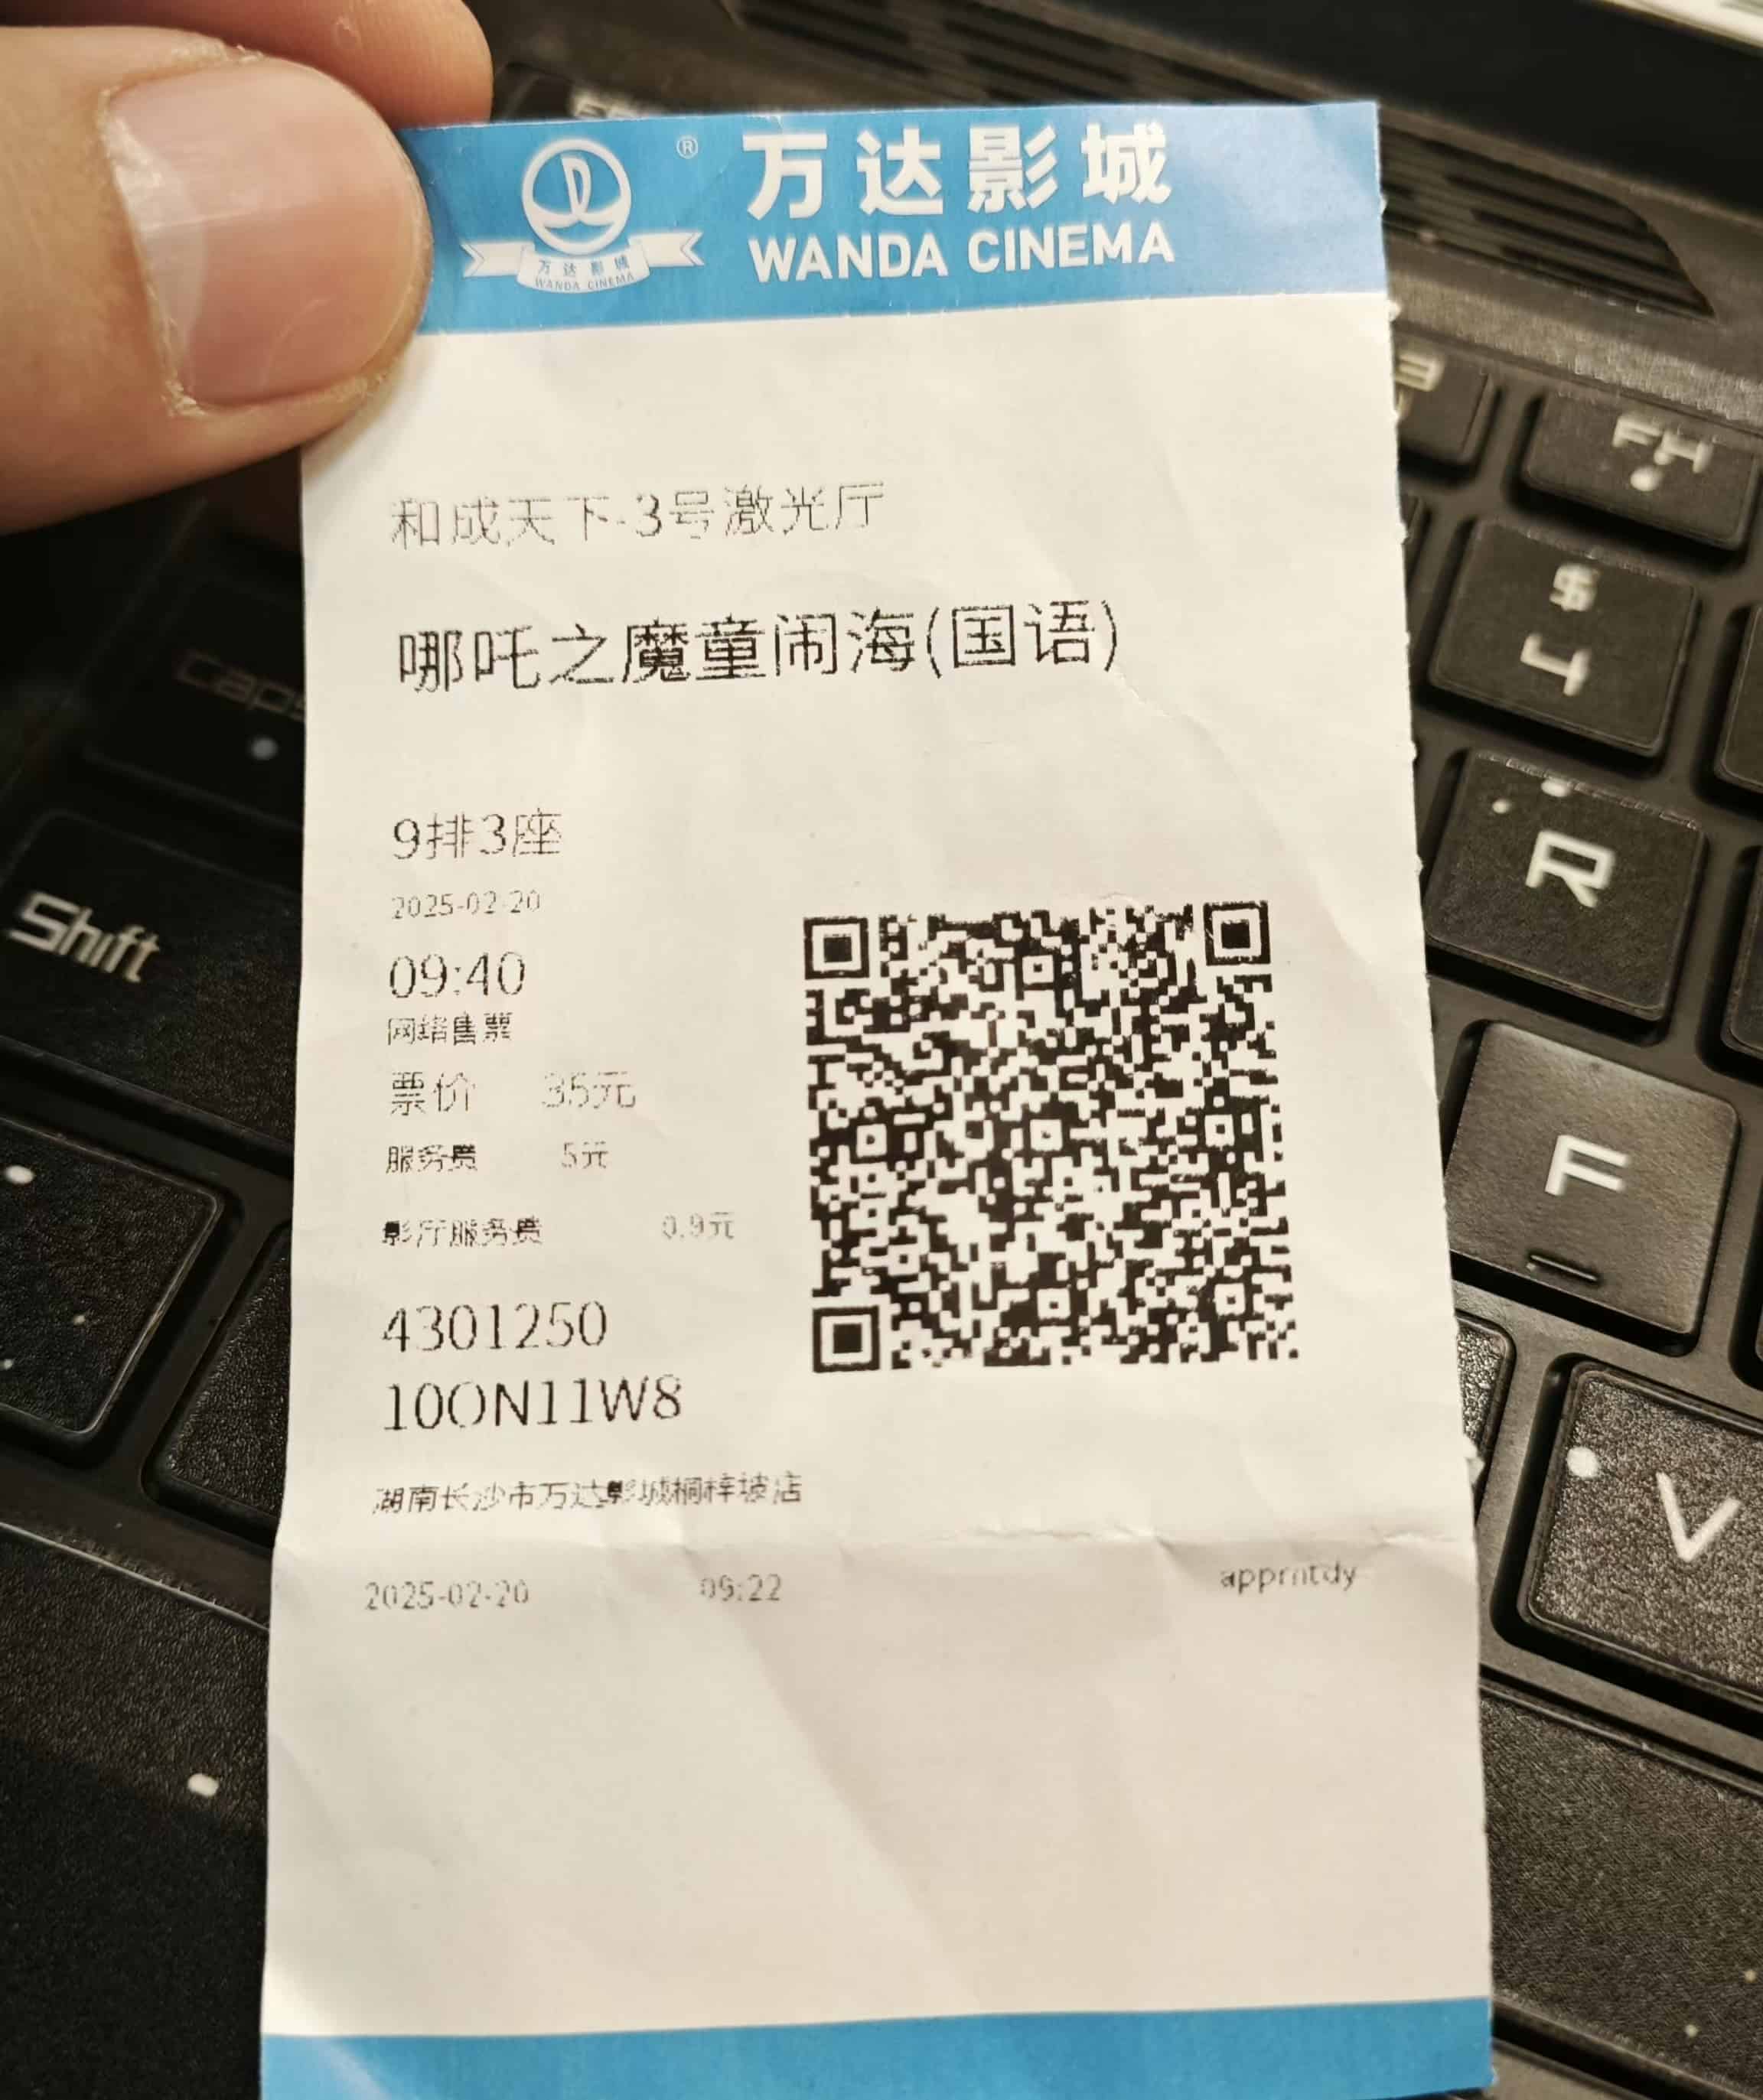 ® 万达影城
WANDA CINEMA
万达影城
WANDA CINEMA
和成天下-3号激光厅
哪吒之魔童闹海(国语)
9排3座
2025-02-20
09:40
网络售票
票价 35元
服务费 5元
影厅服务费 0.9元
4301250
10ON11W8
湖南长沙市万达影城桐梓坡店
2025-02-20 09:22 apprntdy
Shift
caps
F4
$
4
R
F
V